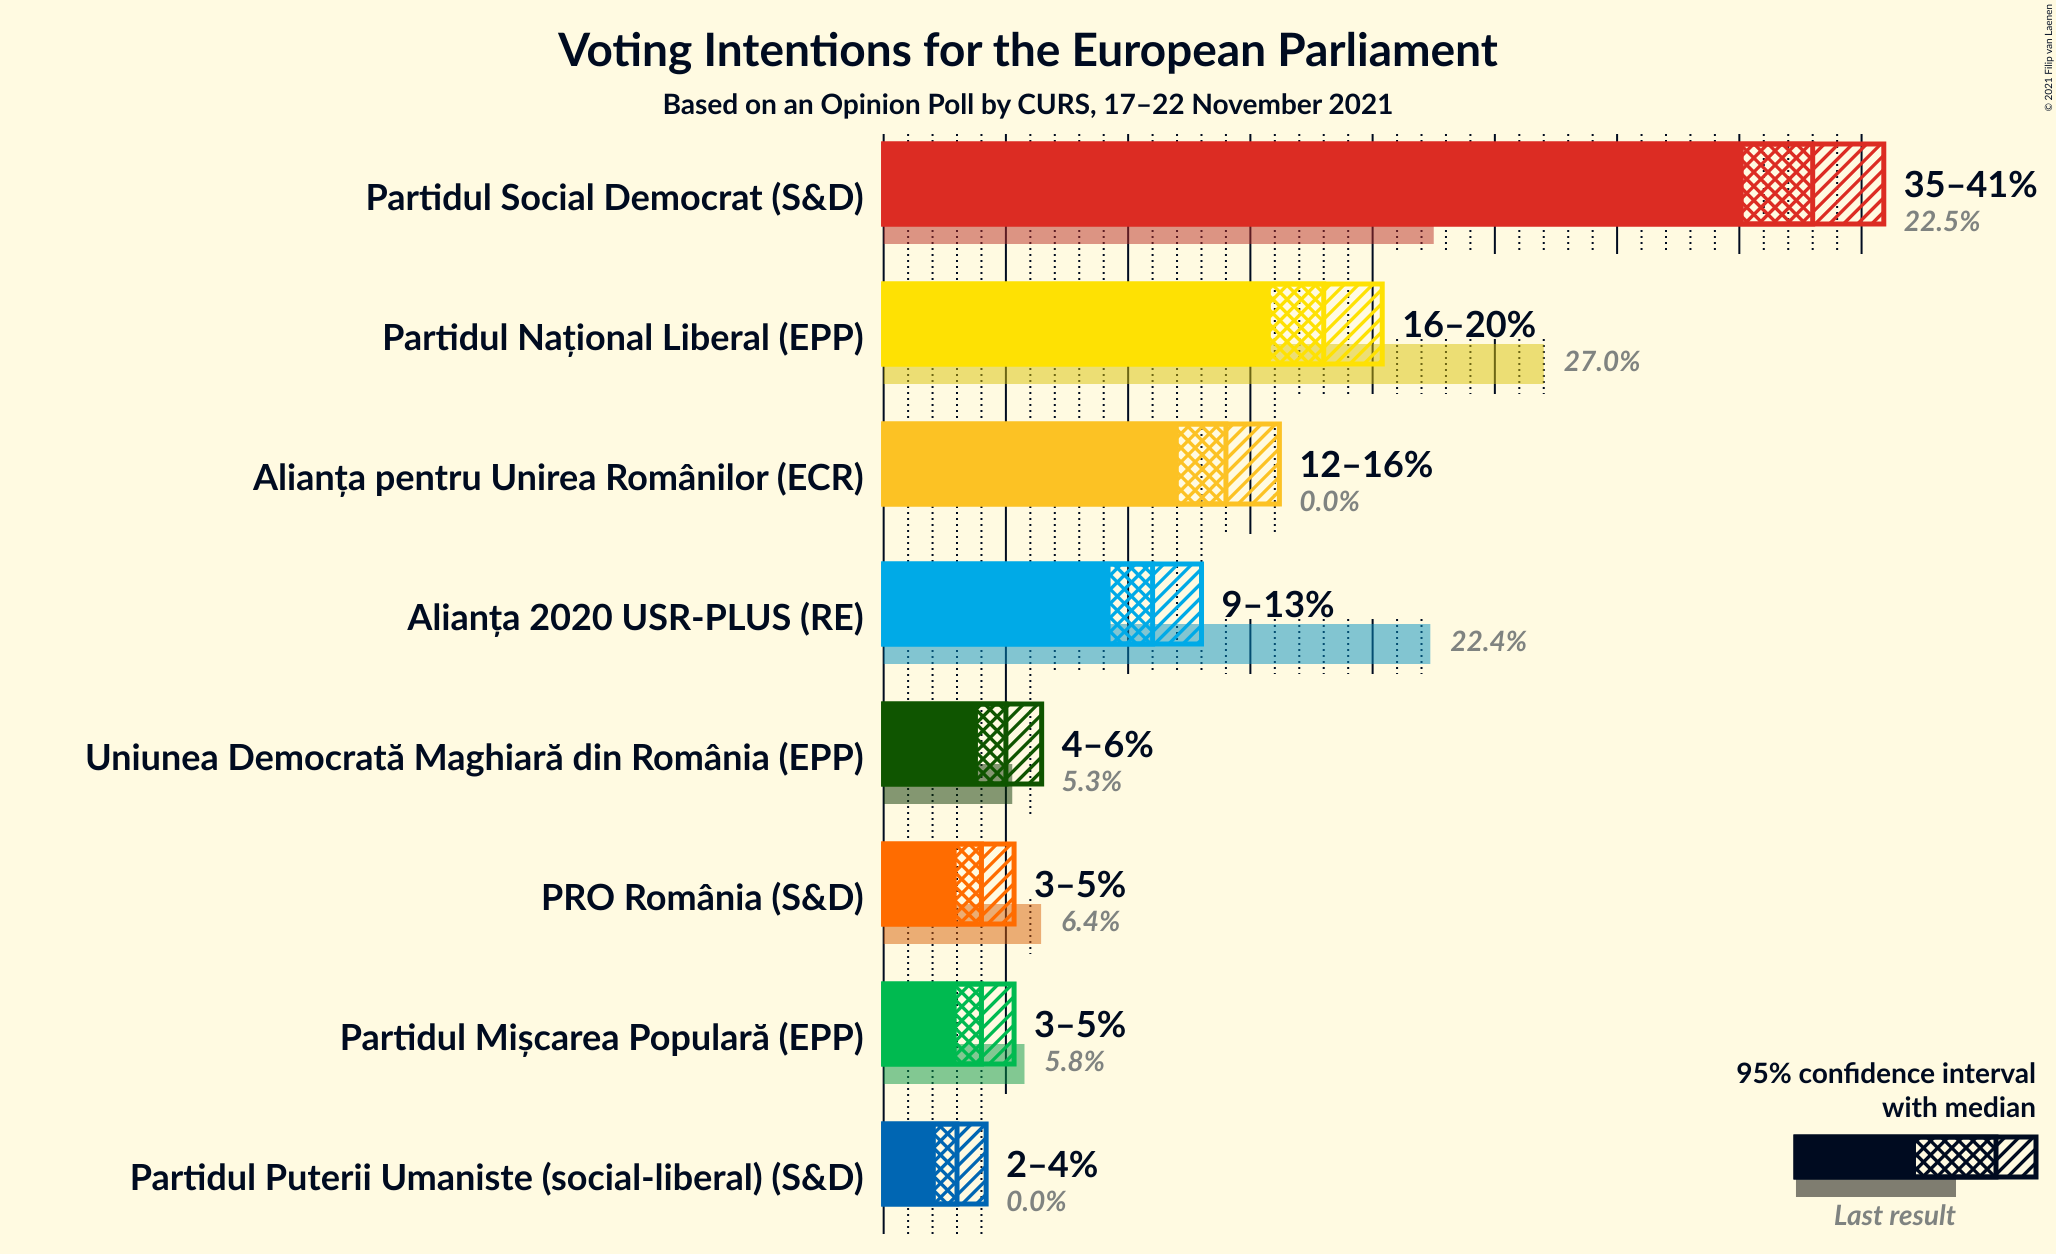 Voting Intentions for the European Parliament
Based on an Opinion Poll by CURS, 17–22 November 2021
© 2021 Filip van Laenen
Partidul Social Democrat (S&D)
35–41%
22.5%
Partidul Național Liberal (EPP)
16–20%
27.0%
Alianța pentru Unirea Românilor (ECR)
12–16%
0.0%
Alianța 2020 USR-PLUS (RE)
9–13%
22.4%
Uniunea Democrată Maghiară din România (EPP)
4–6%
5.3%
PRO România (S&D)
3–5%
6.4%
Partidul Mișcarea Populară (EPP)
3–5%
5.8%
Partidul Puterii Umaniste (social-liberal) (S&D)
2–4%
0.0%
95% confidence interval
with median
Last result